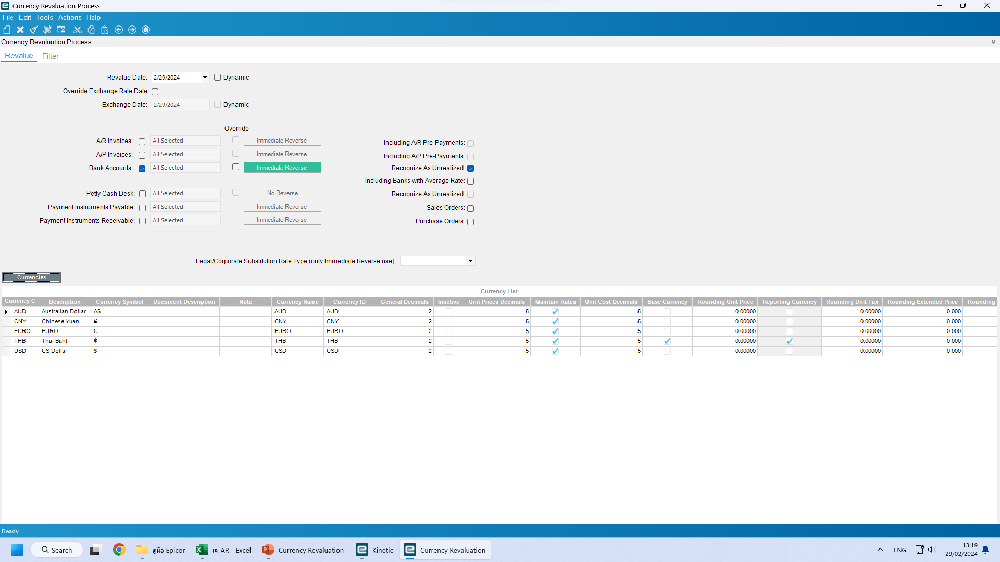 Currency Revaluation Process
File Edit Tools Actions Help
Currency Revaluation Process
Revalue Filter
Revalue Date: 2/29/2024 Dynamic
Override Exchange Rate Date
Exchange Date: 2/29/2024 Dynamic
Override
A/R Invoices: All Selected Immediate Reverse Including A/R Pre-Payments:
A/P Invoices: All Selected Immediate Reverse Including A/P Pre-Payments:
Bank Accounts: All Selected Immediate Reverse Recognize As Unrealized:
Including Banks with Average Rate:
Petty Cash Desk: All Selected No Reverse Recognize As Unrealized:
Payment Instruments Payable: All Selected Immediate Reverse Sales Orders:
Payment Instruments Receivable: All Selected Immediate Reverse Purchase Orders:
Legal/Corporate Substitution Rate Type (only Immediate Reverse use):
Currencies
Currency List
Currency C Description Currency Symbol Document Description Note Currency Name Currency ID General Decimals Inactive Unit Prices Decimals Maintain Rates Unit Cost Decimals Base Currency Rounding Unit Price Reporting Currency Rounding Unit Tax Rounding Extended Price Rounding
AUD Australian Dollar A$ AUD AUD 2 5 5 0.00000 0.00000 0.000
CNY Chinese Yuan ¥ CNY CNY 2 5 5 0.00000 0.00000 0.000
EURO EURO € EURO EURO 2 5 5 0.00000 0.00000 0.000
THB Thai Baht ฿ THB THB 2 5 5 0.00000 0.00000 0.000
USD US Dollar $ USD USD 2 5 5 0.00000 0.00000 0.000
Ready
Search คู่มือ Epicor เจ-AR - Excel Currency Revaluation Kinetic Currency Revaluation ENG 13:19
29/02/2024